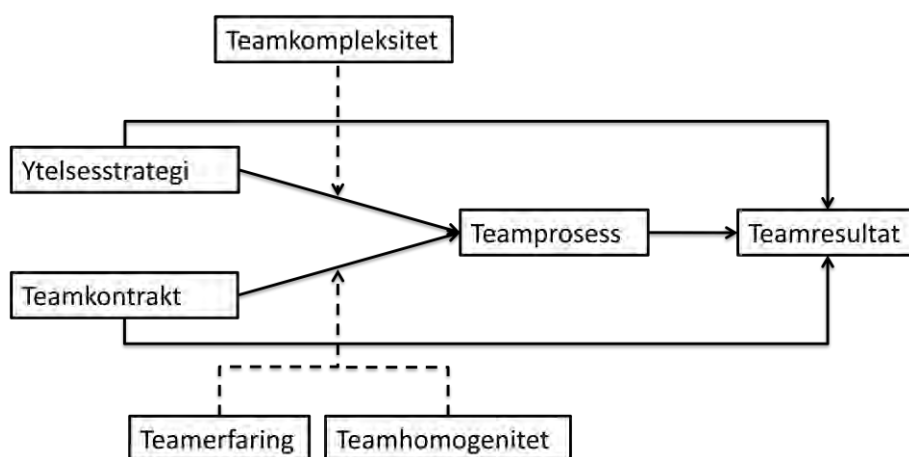 Teamkompleksitet
Ytelsesstrategi
Teamprosess
Teamresultat
Teamkontrakt
Teamerfaring
Teamhomogenitet